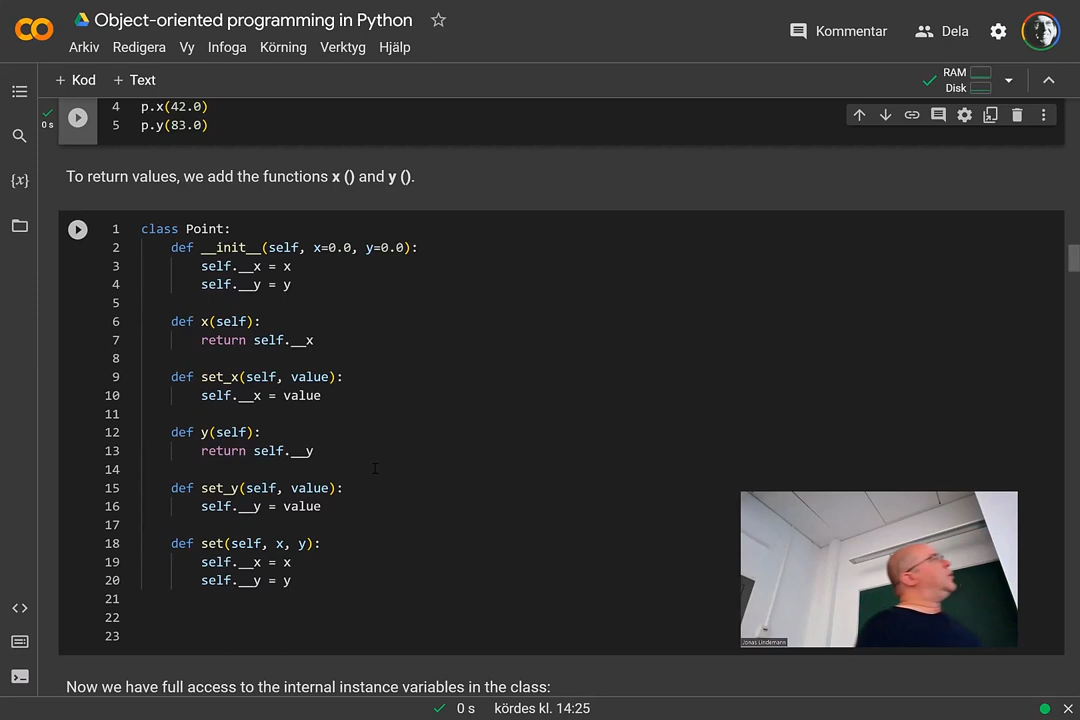 Object-oriented programming in Python
Arkiv Redigera Vy Infoga Körning Verktyg Hjälp
Kommentar Dela
+ Kod + Text
RAM
Disk
0 s
4 p.x(42.0)
5 p.y(83.0)
To return values, we add the functions x () and y ().
1 class Point:
2 def __init__(self, x=0.0, y=0.0):
3 self.__x = x
4 self.__y = y
5
6 def x(self):
7 return self.__x
8
9 def set_x(self, value):
10 self.__x = value
11
12 def y(self):
13 return self.__y
14
15 def set_y(self, value):
16 self.__y = value
17
18 def set(self, x, y):
19 self.__x = x
20 self.__y = y
21
22
23
Jonas Lindemann
Now we have full access to the internal instance variables in the class:
0 s kördes kl. 14:25